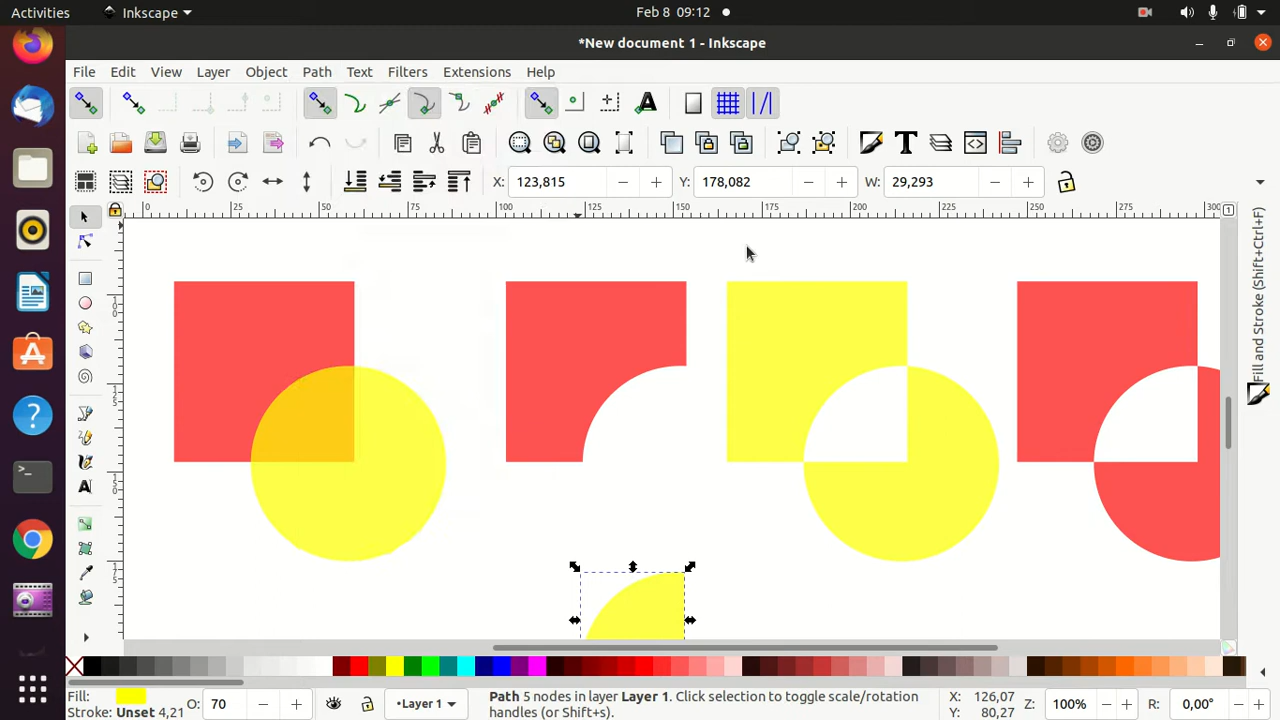 Activities Inkscape Feb 8 09:12
*New document 1 - Inkscape
File Edit View Layer Object Path Text Filters Extensions Help
X: 123,815 Y: 178,082 W: 29,293
0 25 50 75 100 125 150 175 200 225 250 275 300
Fill and Stroke (Shift+Ctrl+F)
Fill: O: 70 •Layer 1 Path 5 nodes in layer Layer 1. Click selection to toggle scale/rotation handles (or Shift+s). X: 126,07 Z: 100% R: 0,00°
Stroke: Unset 4,21 Y: 80,27